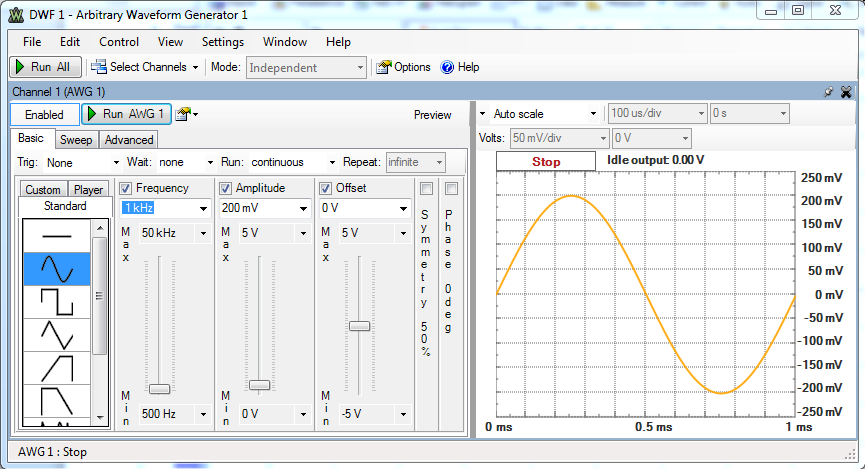 DWF 1 - Arbitrary Waveform Generator 1
File Edit Control View Settings Window Help
Run All Select Channels Mode: Independent Options Help
Channel 1 (AWG 1)
Enabled Run AWG 1 Preview
Basic Sweep Advanced
Trig: None Wait: none Run: continuous Repeat: infinite
Custom Player
Standard
Frequency
1 kHz
Max
50 kHz
Min
500 Hz
Amplitude
200 mV
Max
5 V
Min
0 V
Offset
0 V
Max
5 V
Min
-5 V
Symmetry 50%
Phase 0deg
Auto scale 100 us/div 0 s
Volts: 50 mV/div 0 V
Stop Idle output: 0.00 V
250 mV
200 mV
150 mV
100 mV
50 mV
0 mV
-50 mV
-100 mV
-150 mV
-200 mV
-250 mV
0 ms 0.5 ms 1 ms
AWG 1 : Stop